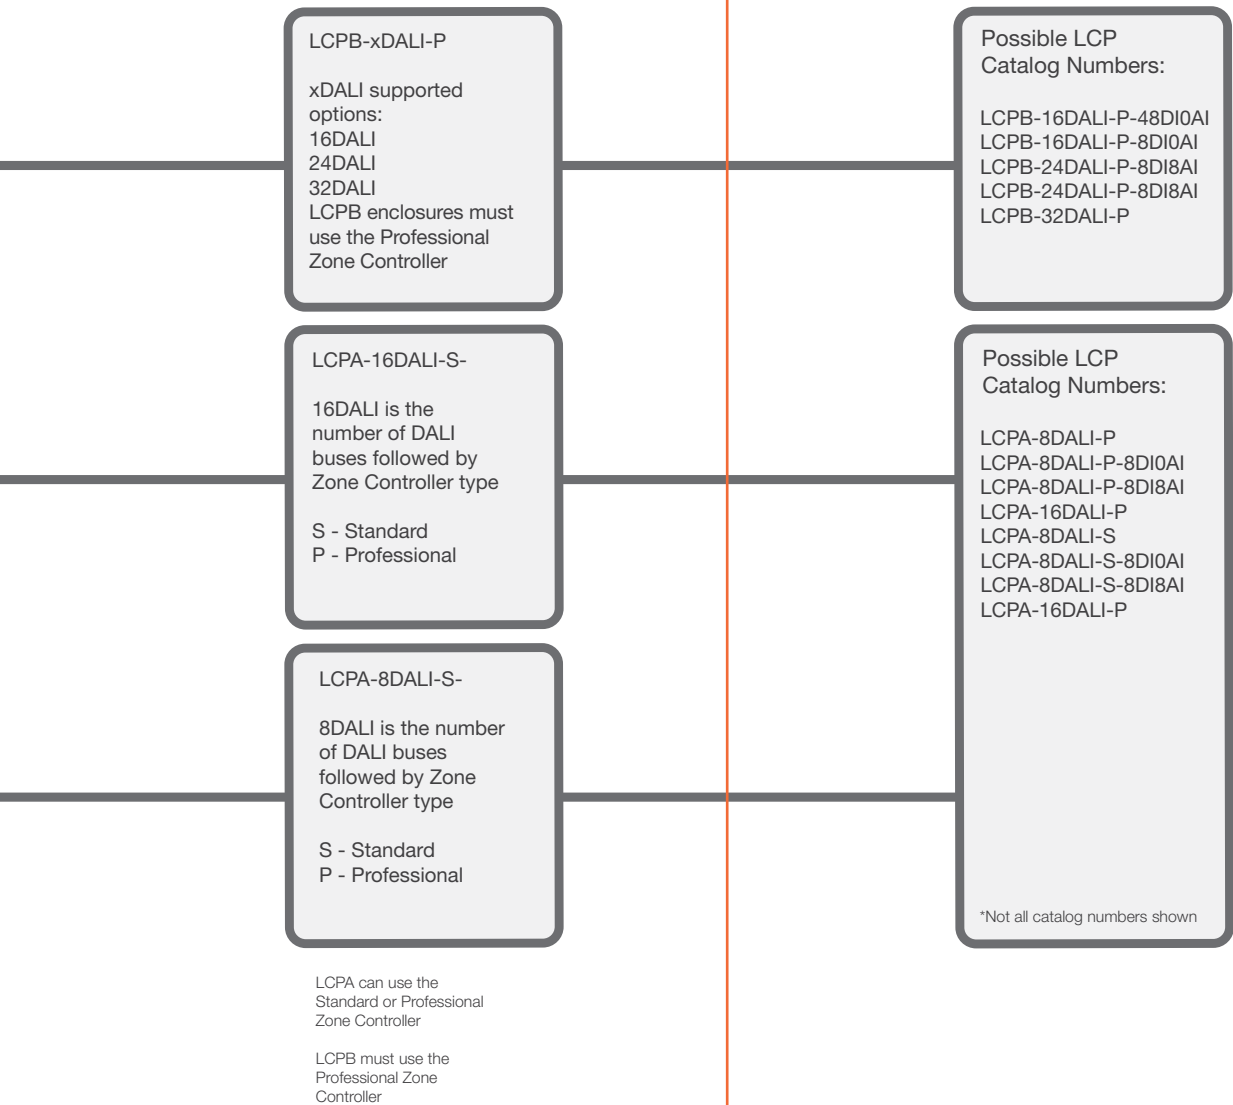 LCPB-xDALI-P
xDALI supported
options:
16DALI
24DALI
32DALI
LCPB enclosures must
use the Professional
Zone Controller
Possible LCP
Catalog Numbers:
LCPB-16DALI-P-48DI0AI
LCPB-16DALI-P-8DI0AI
LCPB-24DALI-P-8DI8AI
LCPB-24DALI-P-8DI8AI
LCPB-32DALI-P
LCPA-16DALI-S-
16DALI is the
number of DALI
buses followed by
Zone Controller type
S - Standard
P - Professional
Possible LCP
Catalog Numbers:
LCPA-8DALI-P
LCPA-8DALI-P-8DI0AI
LCPA-8DALI-P-8DI8AI
LCPA-16DALI-P
LCPA-8DALI-S
LCPA-8DALI-S-8DI0AI
LCPA-8DALI-S-8DI8AI
LCPA-16DALI-P
*Not all catalog numbers shown
LCPA-8DALI-S-
8DALI is the number
of DALI buses
followed by Zone
Controller type
S - Standard
P - Professional
LCPA can use the
Standard or Professional
Zone Controller
LCPB must use the
Professional Zone
Controller